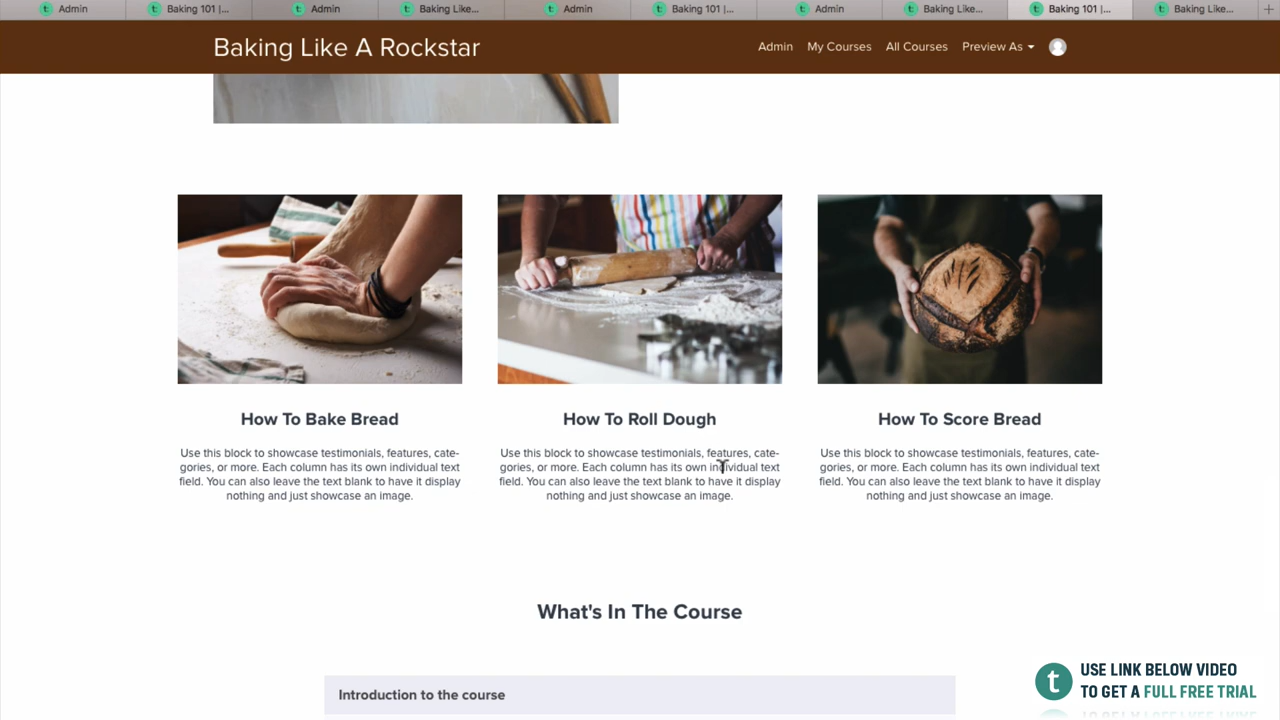 Admin
Baking 101 |...
Admin
Baking Like...
Admin
Baking 101 |...
Admin
Baking Like...
Baking 101 |...
Baking Like...
Baking Like A Rockstar
Admin
My Courses
All Courses
Preview As
How To Bake Bread
Use this block to showcase testimonials, features, cate-
gories, or more. Each column has its own individual text
field. You can also leave the text blank to have it display
nothing and just showcase an image.
How To Roll Dough
Use this block to showcase testimonials, features, cate-
gories, or more. Each column has its own individual text
field. You can also leave the text blank to have it display
nothing and just showcase an image.
How To Score Bread
Use this block to showcase testimonials, features, cate-
gories, or more. Each column has its own individual text
field. You can also leave the text blank to have it display
nothing and just showcase an image.
What's In The Course
Introduction to the course
t
USE LINK BELOW VIDEO
TO GET A FULL FREE TRIAL